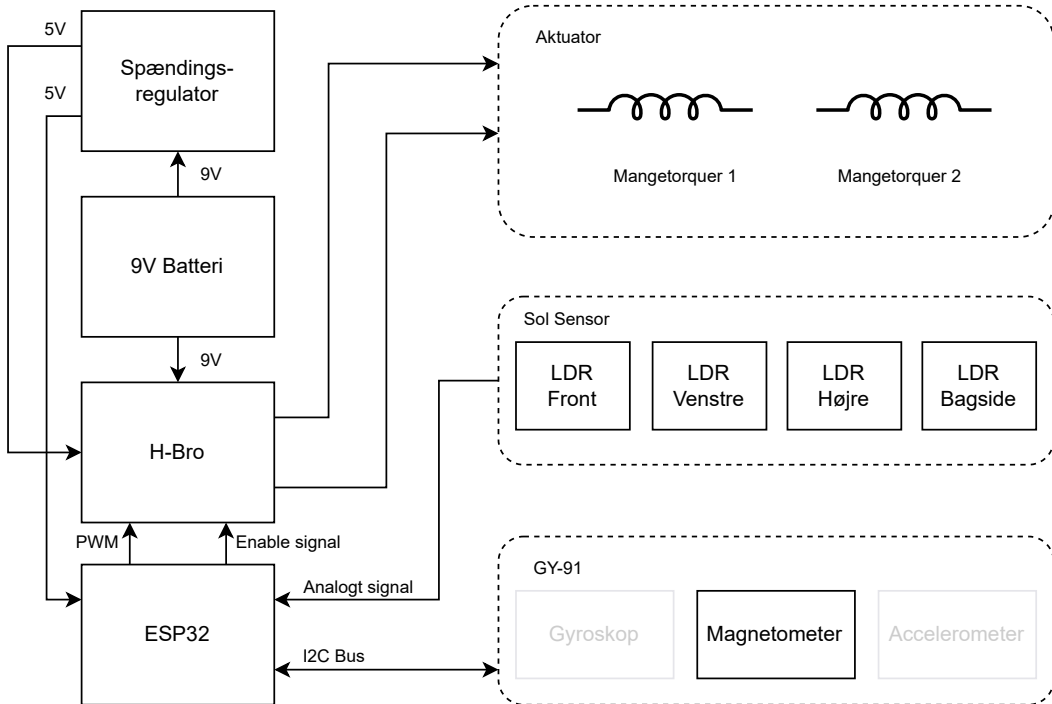 5V
Spændings-
regulator
5V
9V
9V Batteri
9V
H-Bro
PWM
Enable signal
ESP32
Analogt signal
I2C Bus
Aktuator
Mangetorquer 1
Mangetorquer 2
Sol Sensor
LDR
Front
LDR
Venstre
LDR
Højre
LDR
Bagside
GY-91
Gyroskop
Magnetometer
Accelerometer